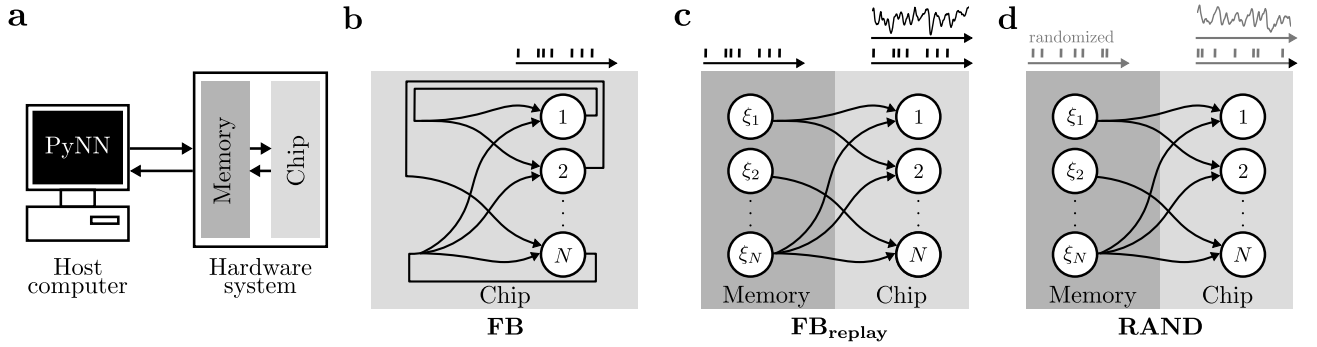 a
PyNN
Memory
Chip
Host
computer
Hardware
system
b
1
2
N
Chip
FB
c
ξ1
ξ2
ξN
1
2
N
Memory
Chip
FBreplay
d
randomized
ξ1
ξ2
ξN
1
2
N
Memory
Chip
RAND